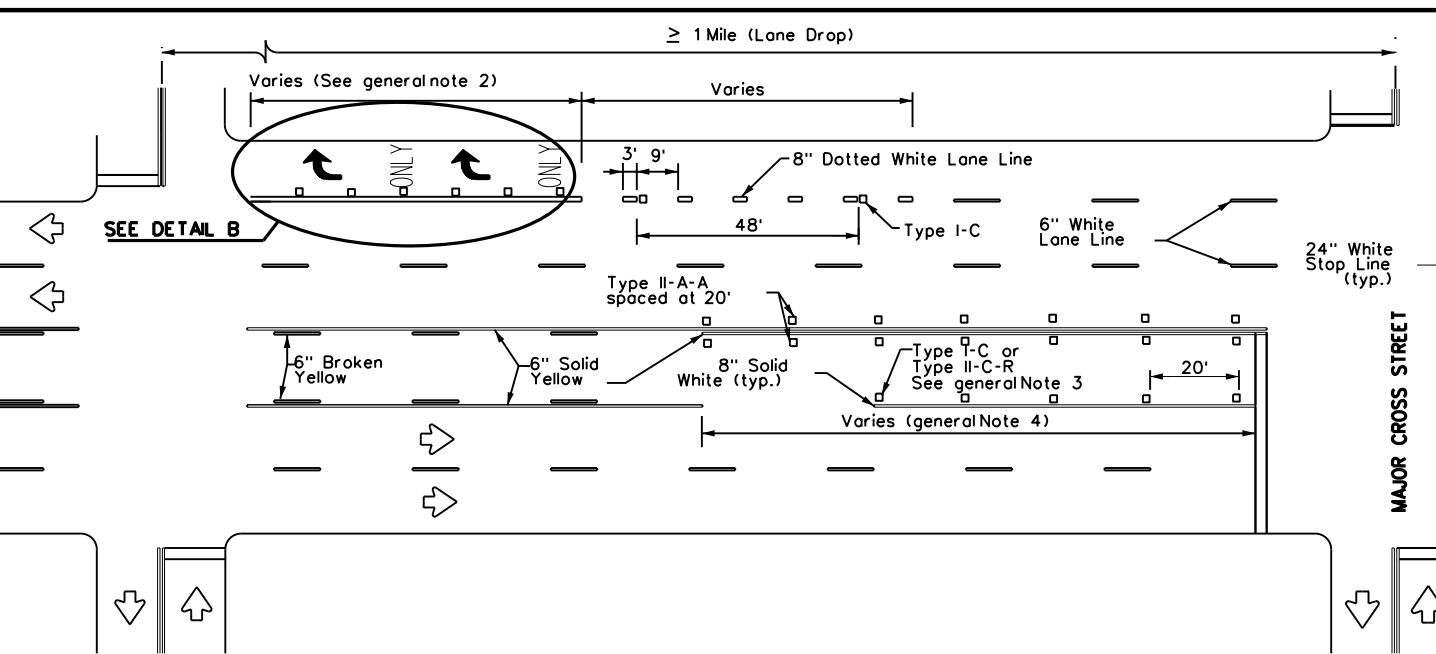 ≥ 1 Mile (Lane Drop)
Varies (See general note 2)
Varies
ONLY
ONLY
3' 9'
8" Dotted White Lane Line
SEE DETAIL B
48'
Type I-C
6" White
Lane Line
24" White
Stop Line
(typ.)
Type II-A-A
spaced at 20'
6" Broken
Yellow
6" Solid
Yellow
8" Solid
White (typ.)
Type I-C or
Type II-C-R
See general Note 3
20'
Varies (general Note 4)
MAJOR CROSS STREET